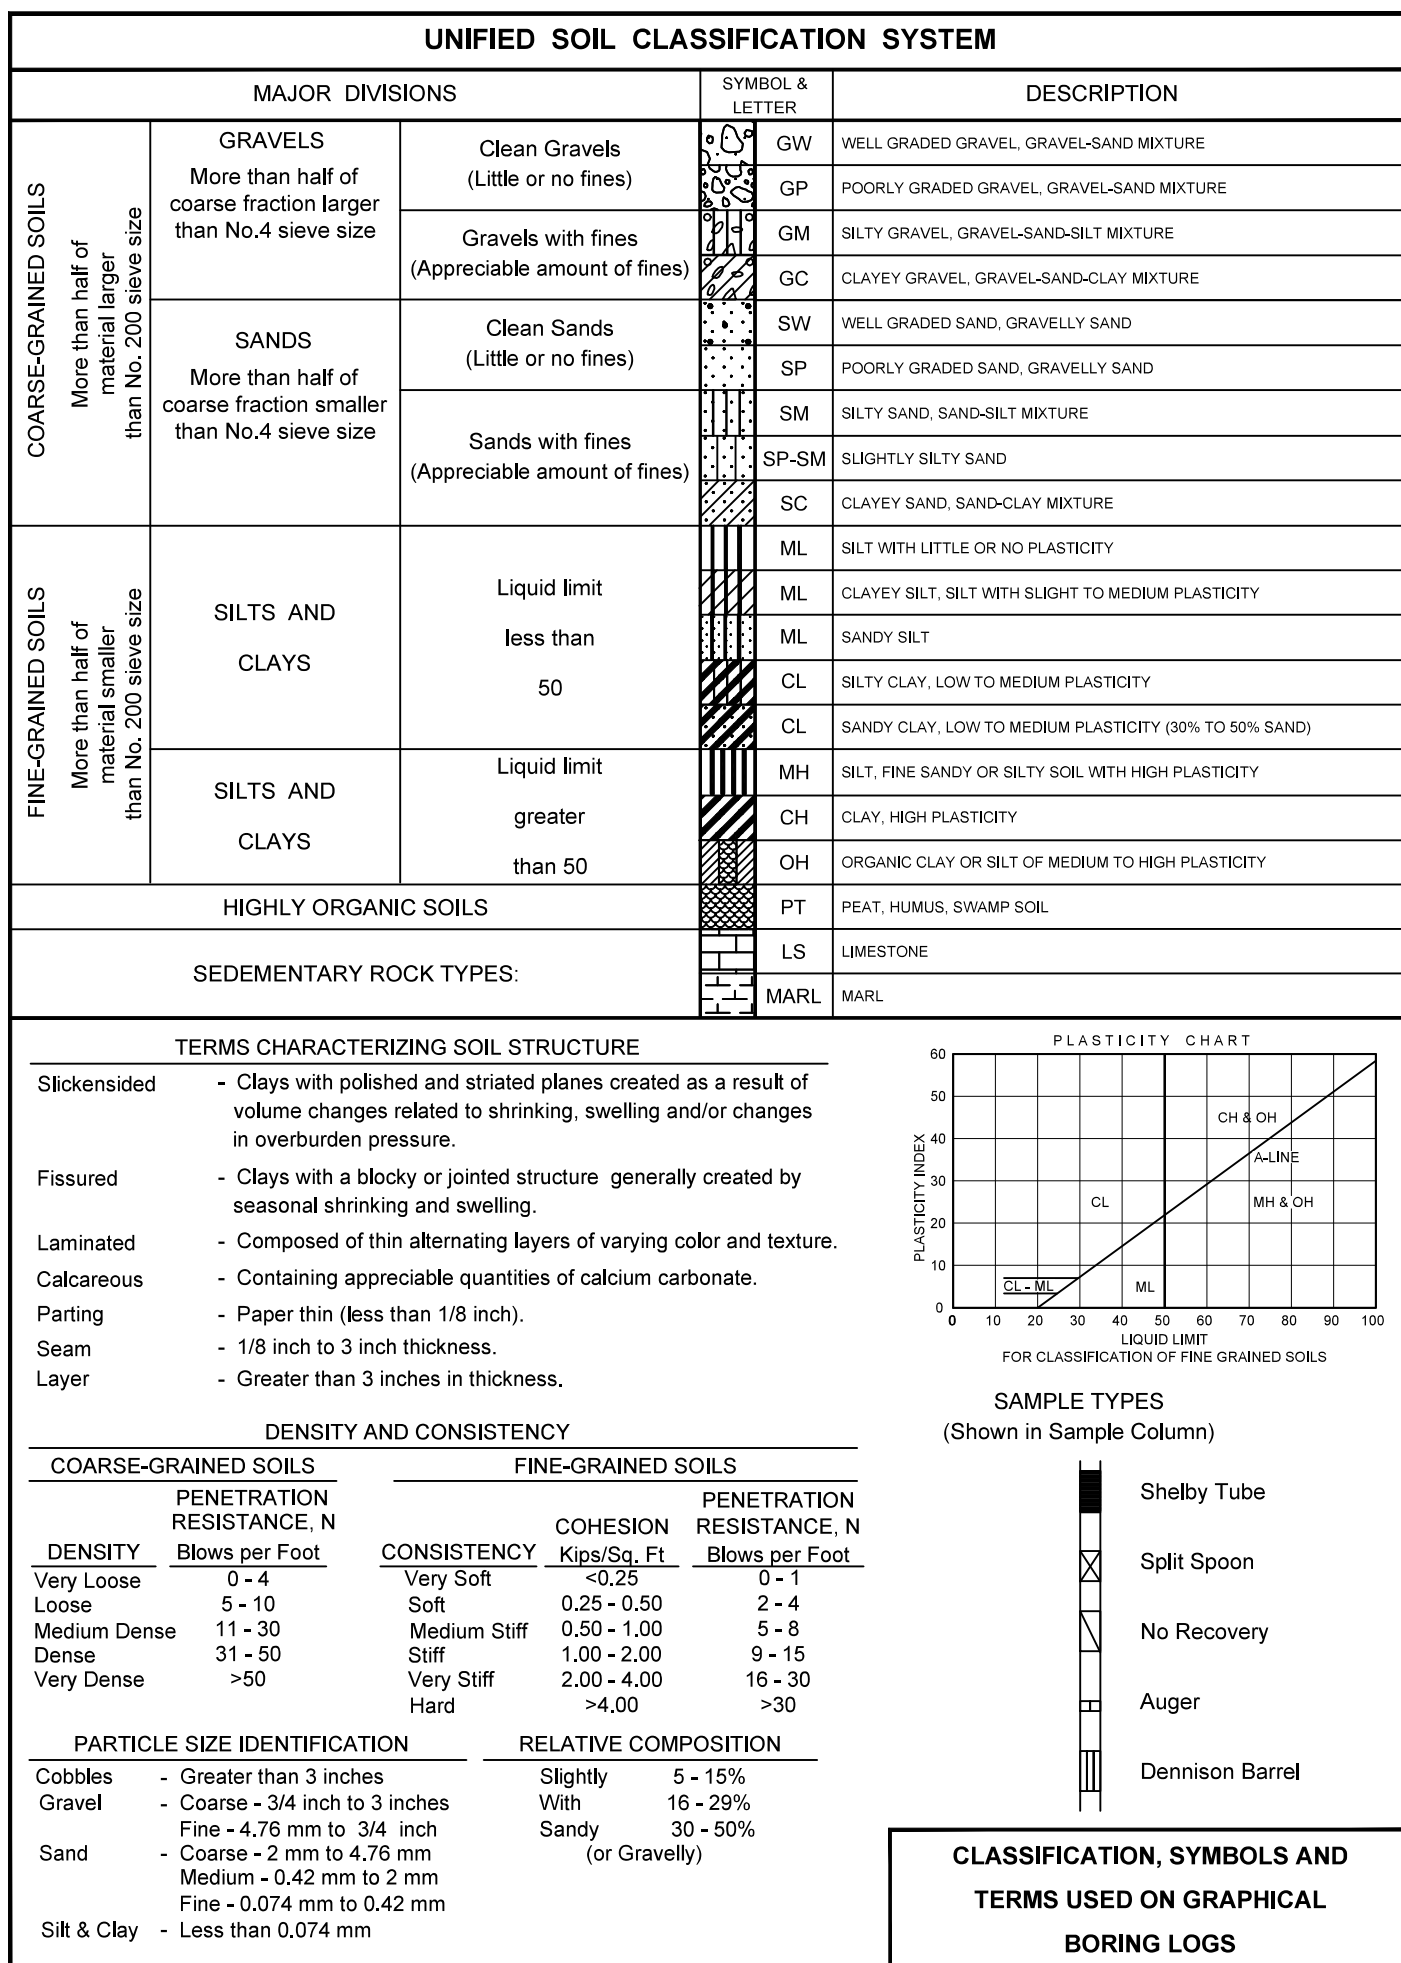 UNIFIED SOIL CLASSIFICATION SYSTEM
MAJOR DIVISIONS
SYMBOL &
LETTER
DESCRIPTION
COARSE-GRAINED SOILS
More than half of
material larger
than No. 200 sieve size
GRAVELS
More than half of
coarse fraction larger
than No.4 sieve size
Clean Gravels
(Little or no fines)
GW WELL GRADED GRAVEL, GRAVEL-SAND MIXTURE
GP POORLY GRADED GRAVEL, GRAVEL-SAND MIXTURE
Gravels with fines
(Appreciable amount of fines)
GM SILTY GRAVEL, GRAVEL-SAND-SILT MIXTURE
GC CLAYEY GRAVEL, GRAVEL-SAND-CLAY MIXTURE
SANDS
More than half of
coarse fraction smaller
than No.4 sieve size
Clean Sands
(Little or no fines)
SW WELL GRADED SAND, GRAVELLY SAND
SP POORLY GRADED SAND, GRAVELLY SAND
Sands with fines
(Appreciable amount of fines)
SM SILTY SAND, SAND-SILT MIXTURE
SP-SM SLIGHTLY SILTY SAND
SC CLAYEY SAND, SAND-CLAY MIXTURE
FINE-GRAINED SOILS
More than half of
material smaller
than No. 200 sieve size
SILTS AND
CLAYS
Liquid limit
less than
50
ML SILT WITH LITTLE OR NO PLASTICITY
ML CLAYEY SILT, SILT WITH SLIGHT TO MEDIUM PLASTICITY
ML SANDY SILT
CL SILTY CLAY, LOW TO MEDIUM PLASTICITY
CL SANDY CLAY, LOW TO MEDIUM PLASTICITY (30% TO 50% SAND)
SILTS AND
CLAYS
Liquid limit
greater
than 50
MH SILT, FINE SANDY OR SILTY SOIL WITH HIGH PLASTICITY
CH CLAY, HIGH PLASTICITY
OH ORGANIC CLAY OR SILT OF MEDIUM TO HIGH PLASTICITY
HIGHLY ORGANIC SOILS
PT PEAT, HUMUS, SWAMP SOIL
SEDEMENTARY ROCK TYPES:
LS LIMESTONE
MARL MARL
TERMS CHARACTERIZING SOIL STRUCTURE
Slickensided - Clays with polished and striated planes created as a result of
volume changes related to shrinking, swelling and/or changes
in overburden pressure.
Fissured - Clays with a blocky or jointed structure generally created by
seasonal shrinking and swelling.
Laminated - Composed of thin alternating layers of varying color and texture.
Calcareous - Containing appreciable quantities of calcium carbonate.
Parting - Paper thin (less than 1/8 inch).
Seam - 1/8 inch to 3 inch thickness.
Layer - Greater than 3 inches in thickness.
PLASTICITY CHART
PLASTICITY INDEX
60
50
40
30
20
10
0
CH & OH
A-LINE
CL
MH & OH
CL - ML
ML
0 10 20 30 40 50 60 70 80 90 100
LIQUID LIMIT
FOR CLASSIFICATION OF FINE GRAINED SOILS
DENSITY AND CONSISTENCY
COARSE-GRAINED SOILS
PENETRATION
RESISTANCE, N
DENSITY Blows per Foot
Very Loose 0 - 4
Loose 5 - 10
Medium Dense 11 - 30
Dense 31 - 50
Very Dense >50
FINE-GRAINED SOILS
PENETRATION
COHESION RESISTANCE, N
CONSISTENCY Kips/Sq. Ft Blows per Foot
Very Soft <0.25 0 - 1
Soft 0.25 - 0.50 2 - 4
Medium Stiff 0.50 - 1.00 5 - 8
Stiff 1.00 - 2.00 9 - 15
Very Stiff 2.00 - 4.00 16 - 30
Hard >4.00 >30
SAMPLE TYPES
(Shown in Sample Column)
Shelby Tube
Split Spoon
No Recovery
Auger
Dennison Barrel
PARTICLE SIZE IDENTIFICATION
Cobbles - Greater than 3 inches
Gravel - Coarse - 3/4 inch to 3 inches
Fine - 4.76 mm to 3/4 inch
Sand - Coarse - 2 mm to 4.76 mm
Medium - 0.42 mm to 2 mm
Fine - 0.074 mm to 0.42 mm
Silt & Clay - Less than 0.074 mm
RELATIVE COMPOSITION
Slightly 5 - 15%
With 16 - 29%
Sandy 30 - 50%
(or Gravelly)
CLASSIFICATION, SYMBOLS AND
TERMS USED ON GRAPHICAL
BORING LOGS